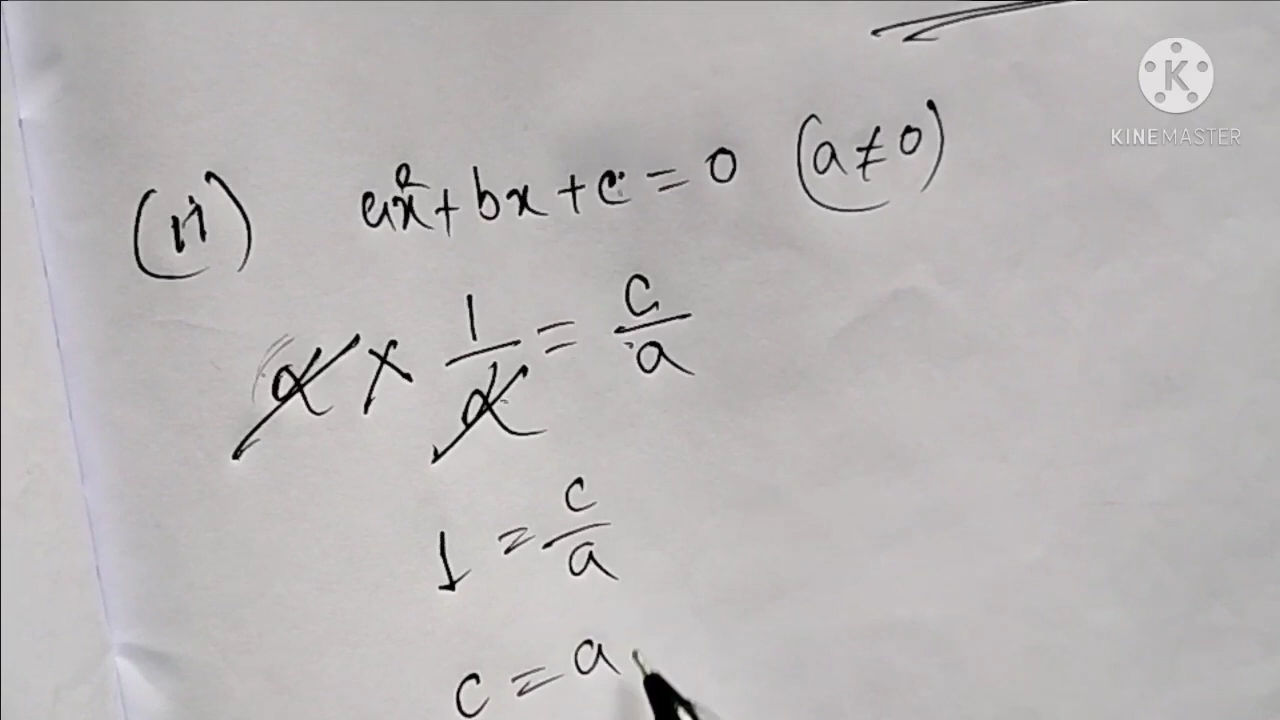 KINEMASTER
(ii) ax²+bx+c=0 (a≠0)
α × 1/α = c/a
1 = c/a
c = a